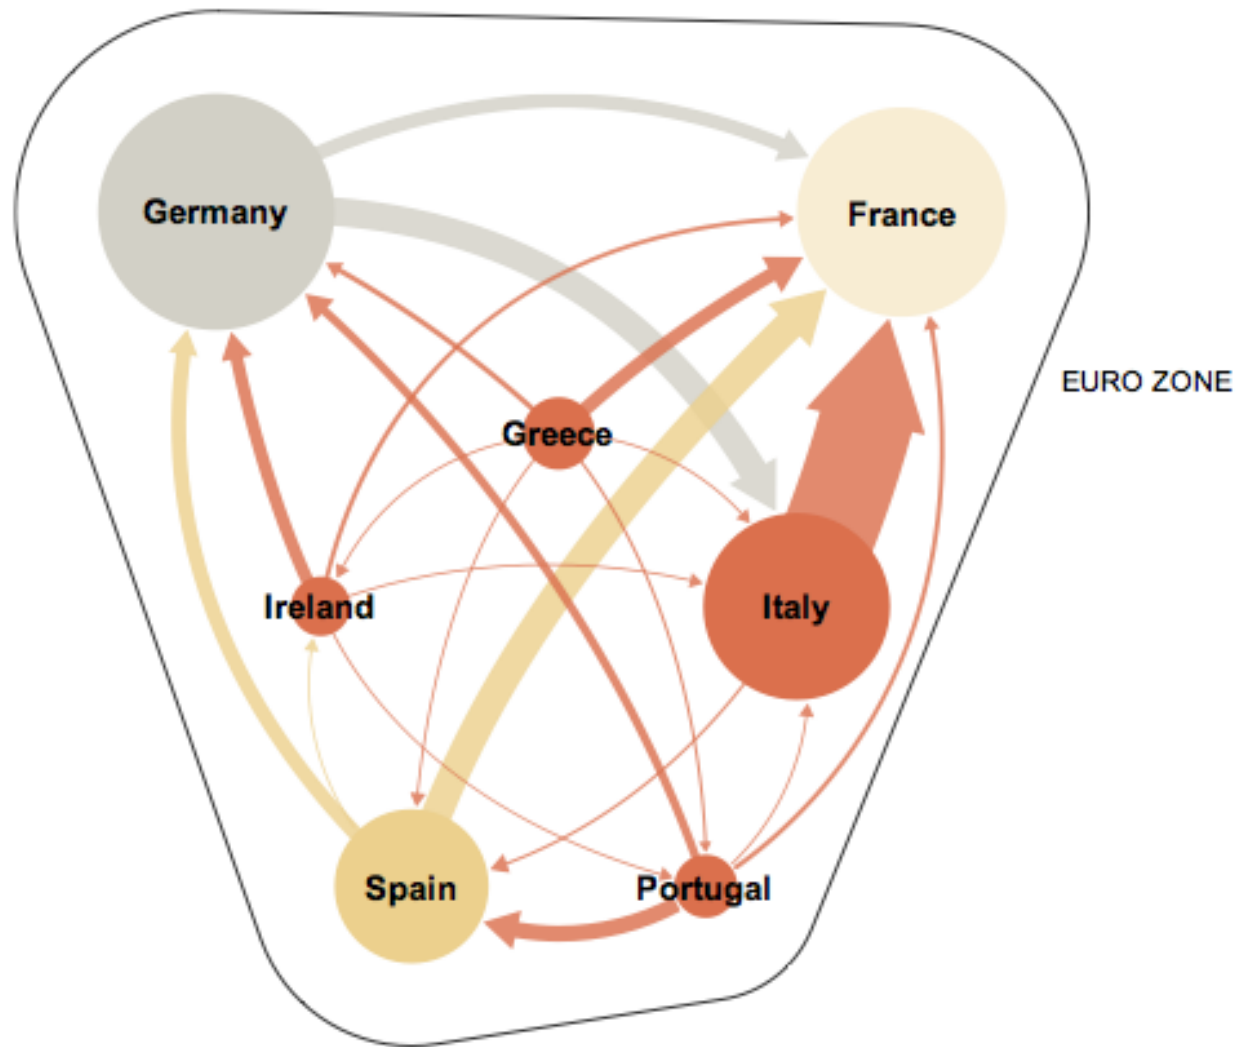 Germany
France
EURO ZONE
Greece
Ireland
Italy
Spain
Portugal